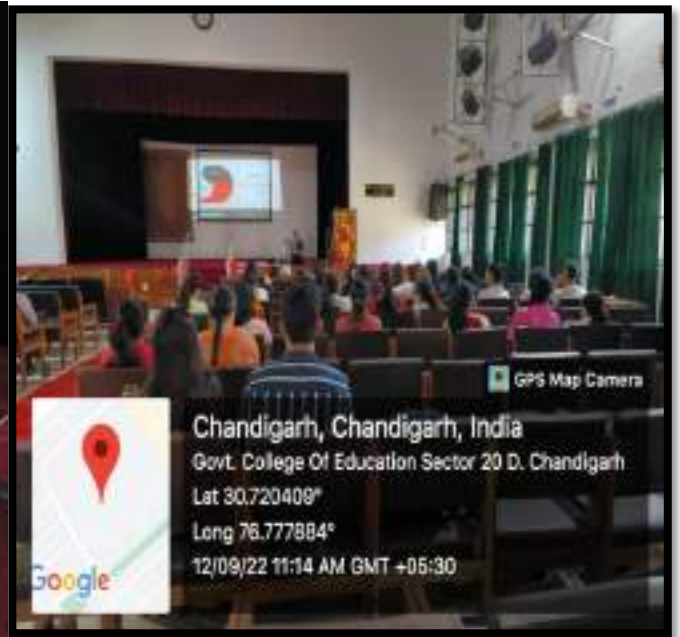 GPS Map Camera
Chandigarh, Chandigarh, India
Govt. College Of Education Sector 20 D. Chandigarh
Lat 30.720409°
Long 76.777884°
12/09/22 11:14 AM GMT +05:30
Google